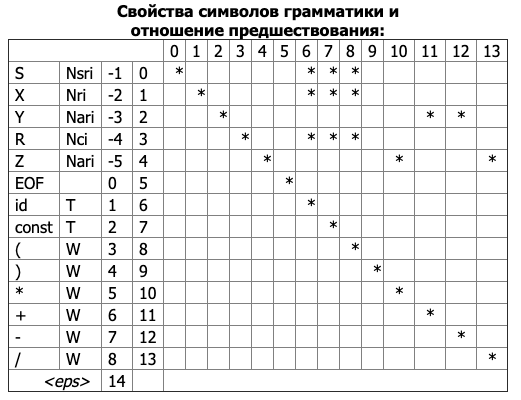 Свойства символов грамматики и
отношение предшествования:
0 1 2 3 4 5 6 7 8 9 10 11 12 13
S Nsri -1 0 * * * *
X Nri -2 1 * * * *
Y Nari -3 2 * * *
R Nci -4 3 * * * *
Z Nari -5 4 * * *
EOF 0 5 *
id T 1 6 *
const T 2 7 *
( W 3 8 *
) W 4 9 *
* W 5 10 *
+ W 6 11 *
- W 7 12 *
/ W 8 13 *
<eps> 14